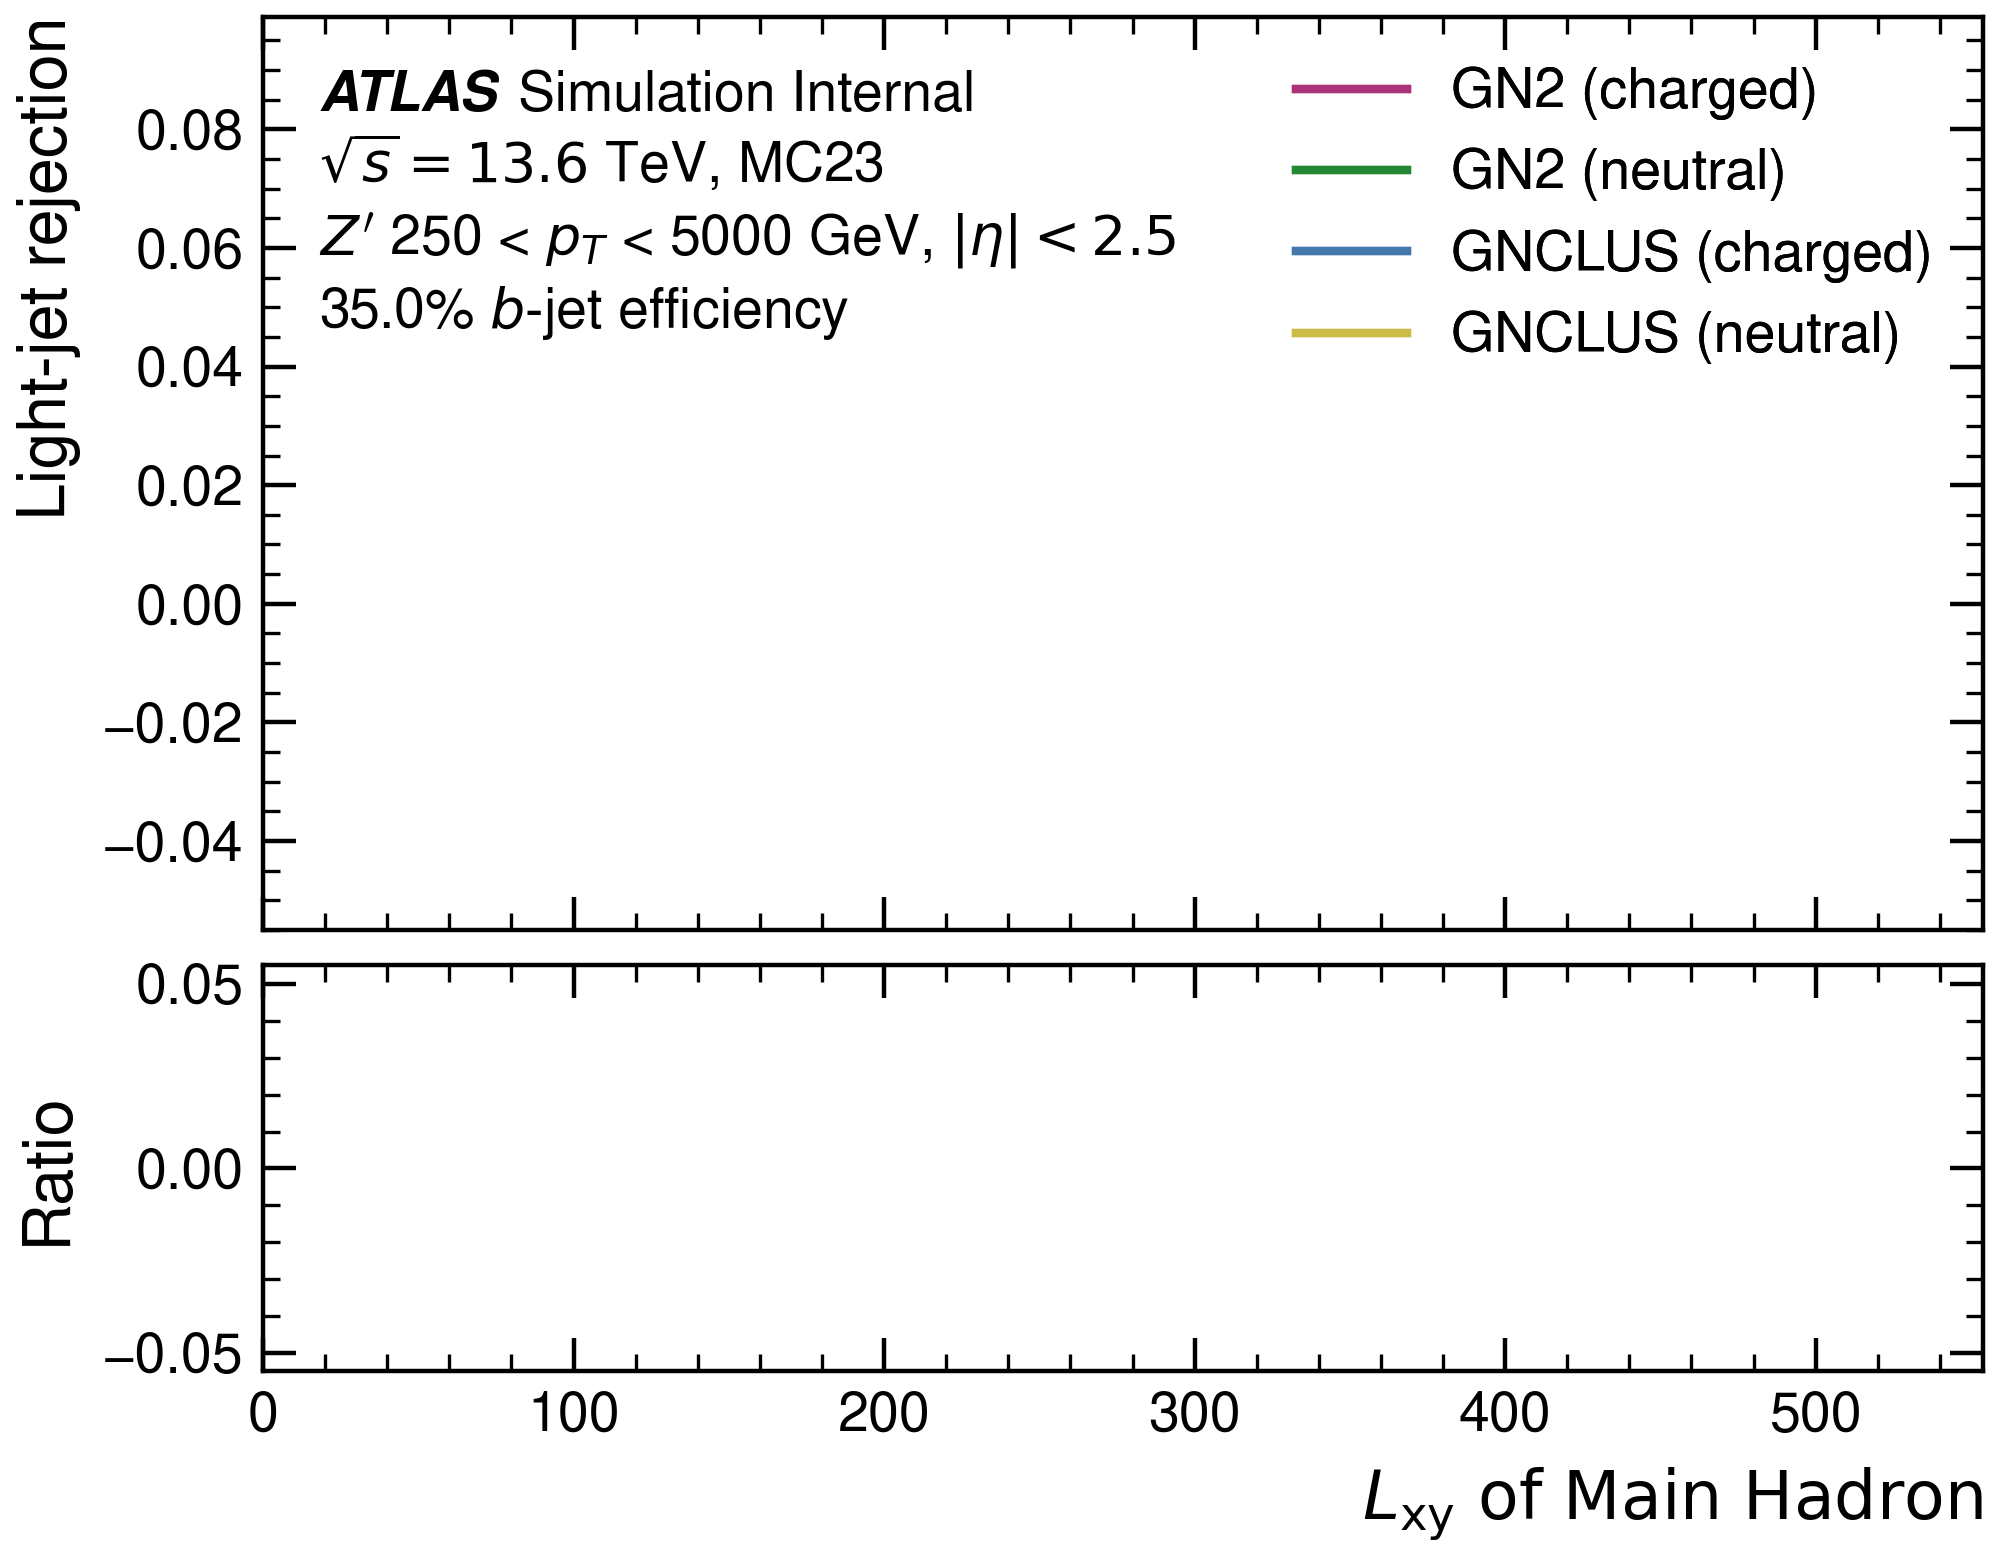 ATLAS Simulation Internal
√s = 13.6 TeV, MC23
Z′ 250 < pT < 5000 GeV, |η| < 2.5
35.0% b-jet efficiency
GN2 (charged)
GN2 (neutral)
GNCLUS (charged)
GNCLUS (neutral)
Light-jet rejection
0.08
0.06
0.04
0.02
0.00
−0.02
−0.04
Ratio
0.05
0.00
−0.05
0 100 200 300 400 500
Lxy of Main Hadron